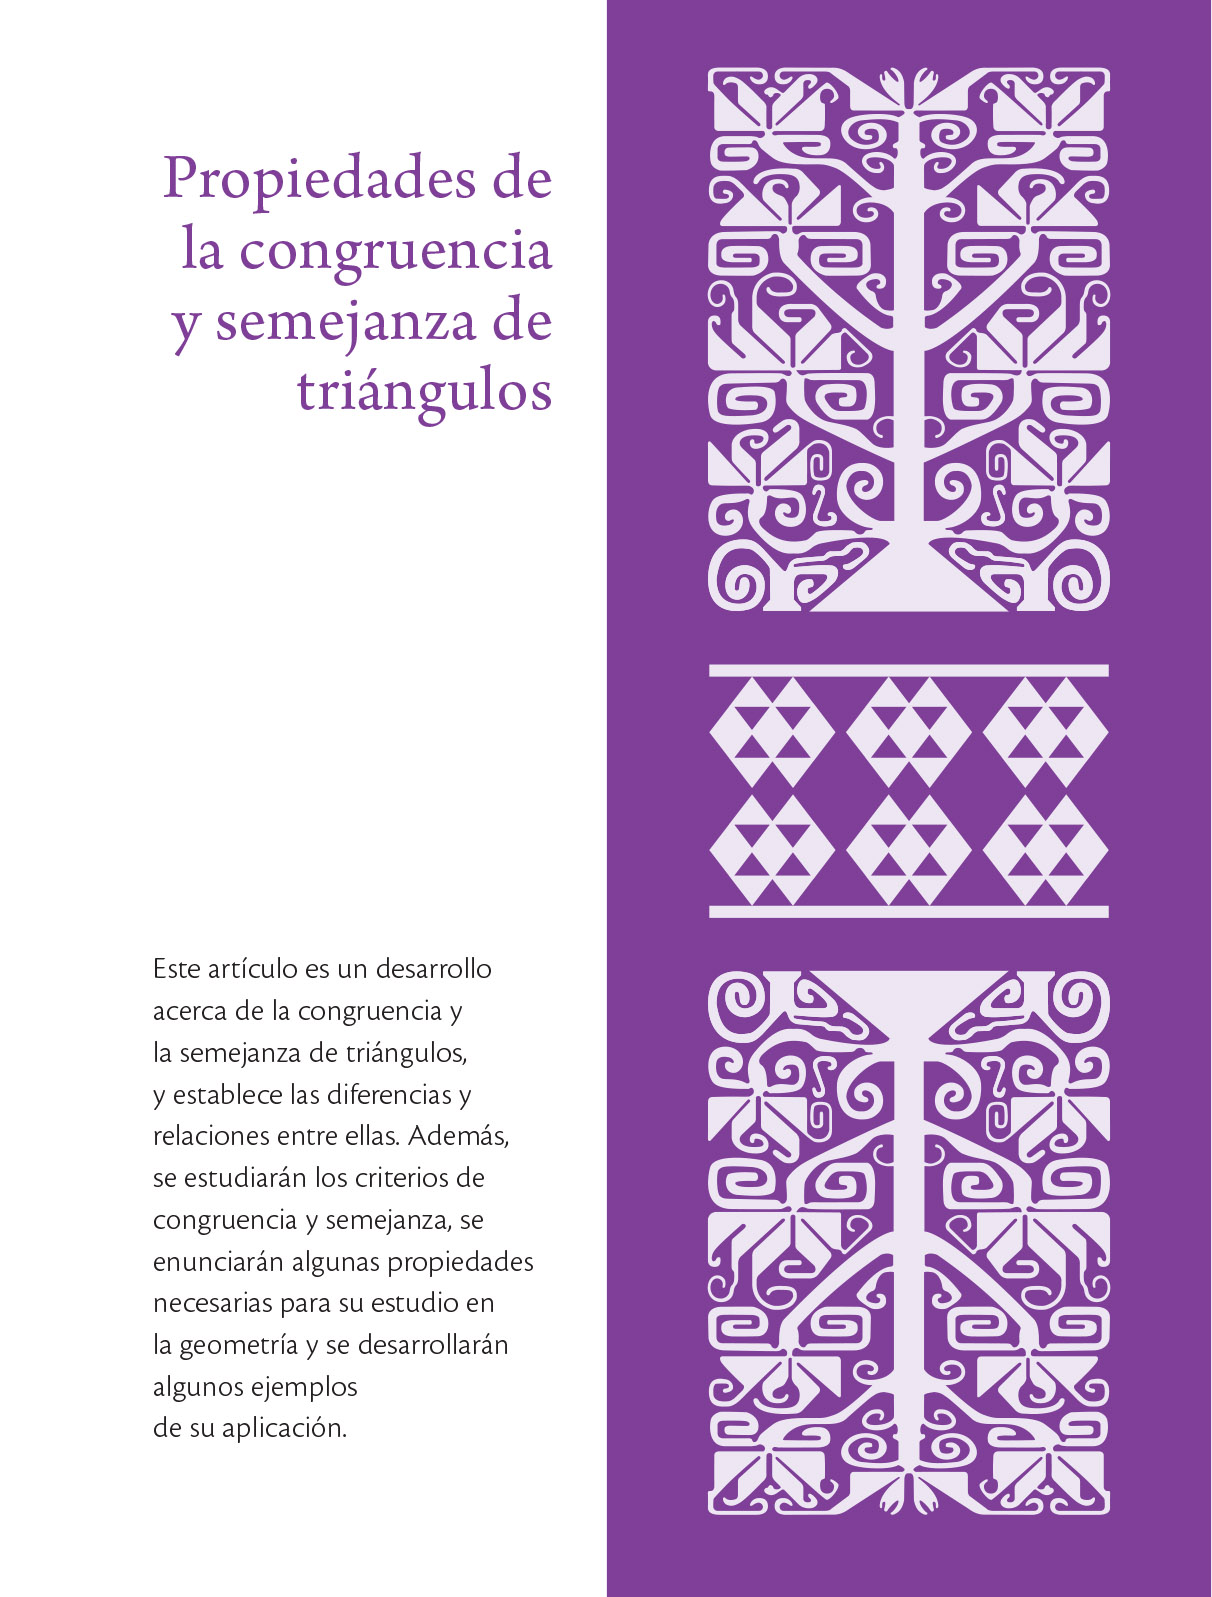 Propiedades de
la congruencia
y semejanza de
triángulos
Este artículo es un desarrollo
acerca de la congruencia y
la semejanza de triángulos,
y establece las diferencias y
relaciones entre ellas. Además,
se estudiarán los criterios de
congruencia y semejanza, se
enunciarán algunas propiedades
necesarias para su estudio en
la geometría y se desarrollarán
algunos ejemplos
de su aplicación.